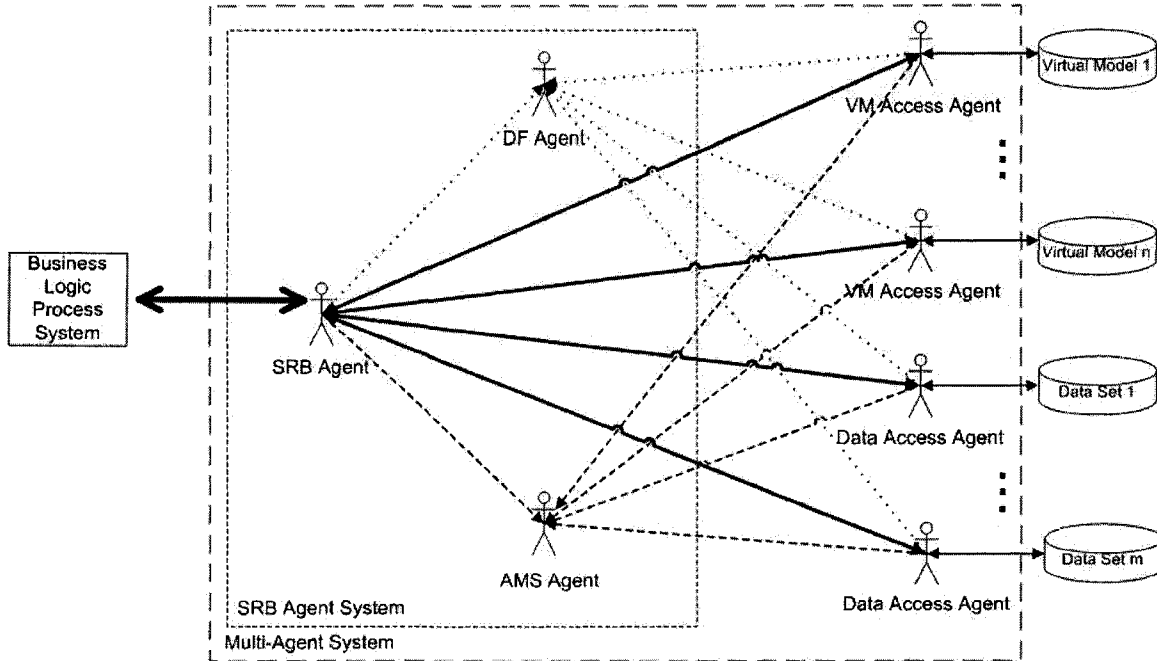 Virtual Model 1
DF Agent
VM Access Agent
Business
Logic
Process
System
Virtual Model n
VM Access Agent
SRB Agent
Data Set 1
Data Access Agent
AMS Agent
Data Set m
Data Access Agent
SRB Agent System
Multi-Agent System